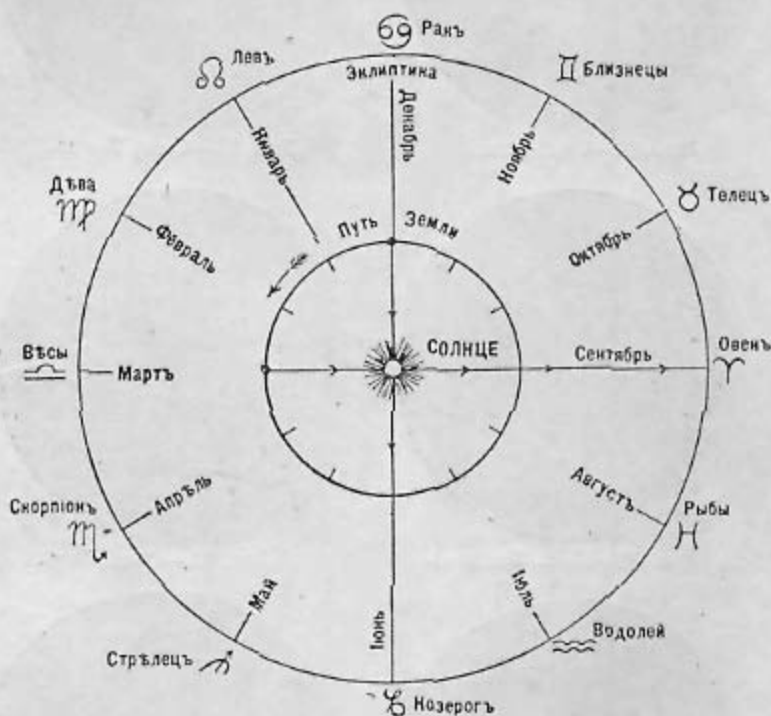 Ракъ
Левъ
Эклиптика
Близнецы
Декабрь
Январь
Ноябрь
Дѣва
Телецъ
Февраль
Путь Земли
Октябрь
Вѣсы
СОЛНЦЕ
Сентябрь
Овенъ
Мартъ
Скорпіонъ
Апрѣль
Августъ
Рыбы
Май
Іюнь
Іюль
Водолей
Стрѣлецъ
Козерогъ